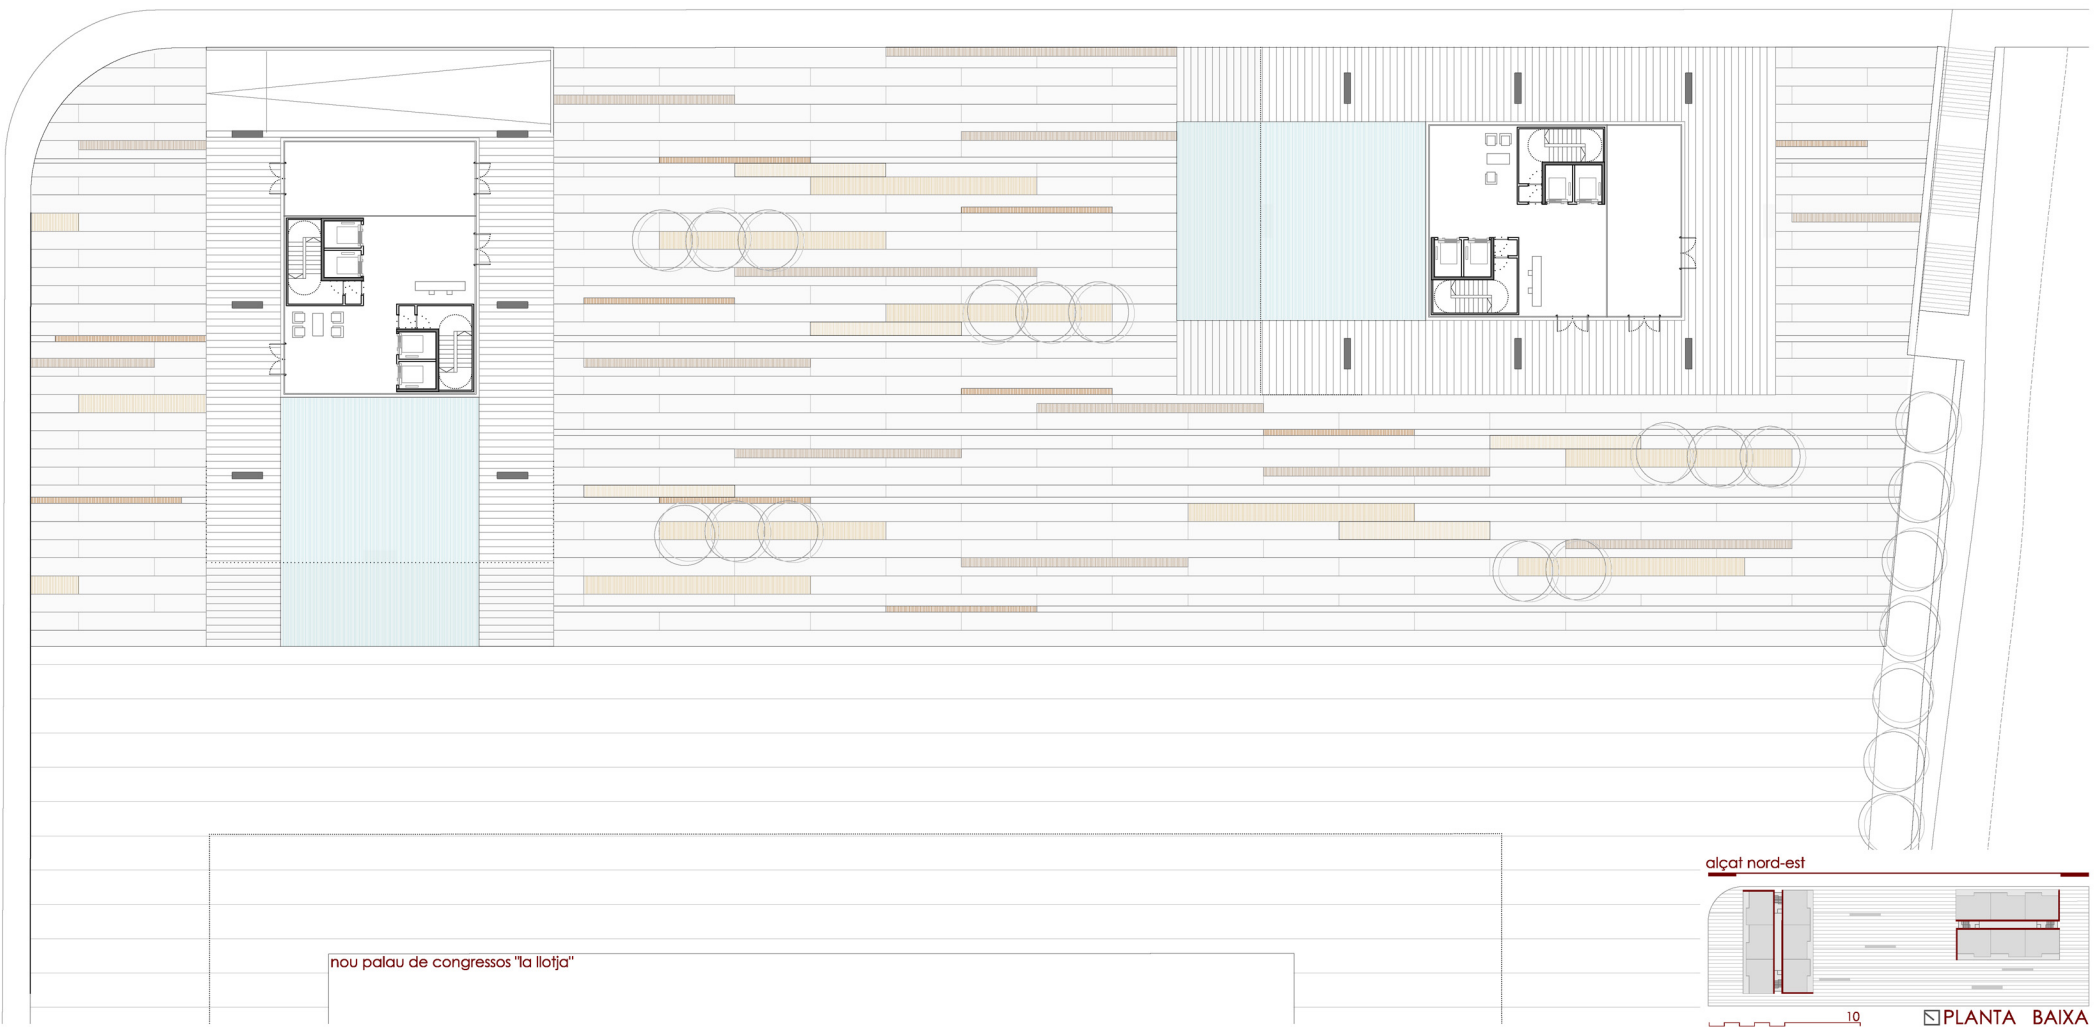 alçat nord-est
nou palau de congressos "la llotja"
10
PLANTA BAIXA